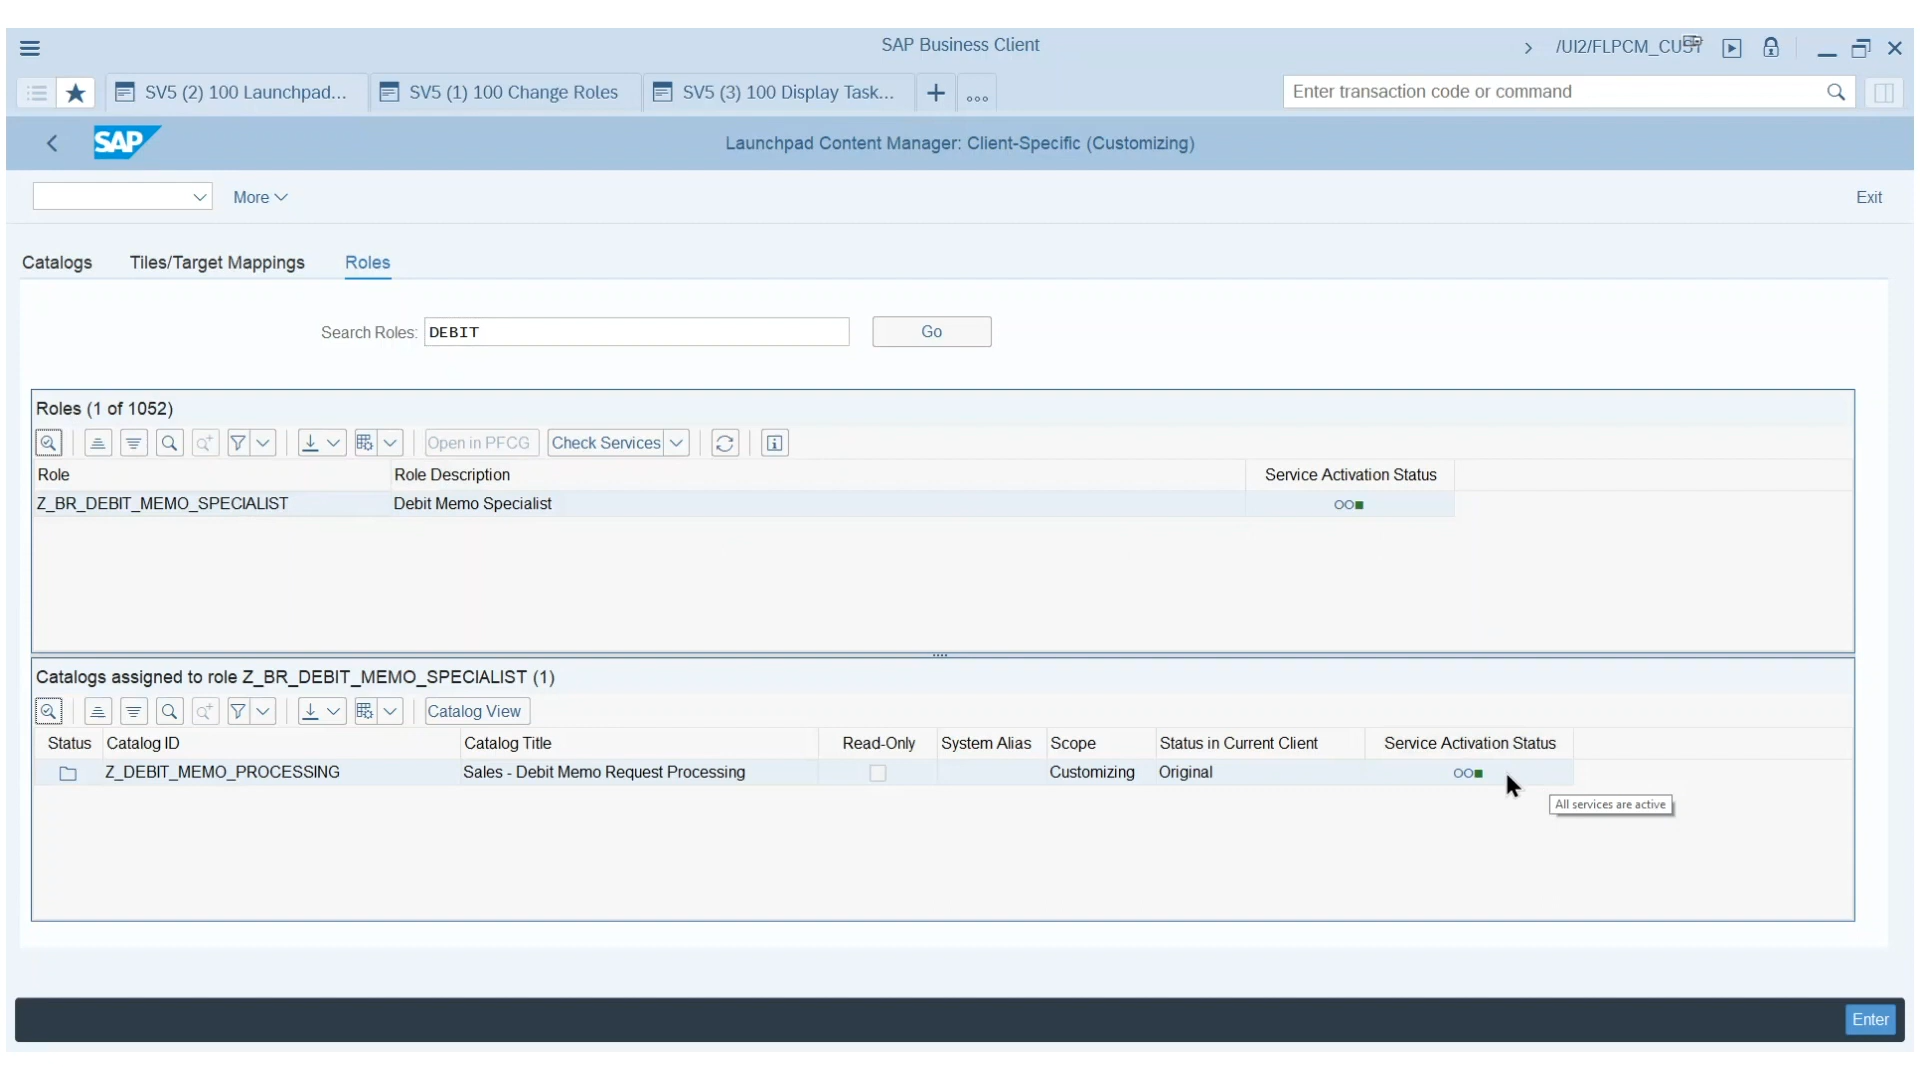 SAP Business Client
/UI2/FLPCM_CUST
SV5 (2) 100 Launchpad...
SV5 (1) 100 Change Roles
SV5 (3) 100 Display Task...
Enter transaction code or command
SAP
Launchpad Content Manager: Client-Specific (Customizing)
More
Exit
Catalogs
Tiles/Target Mappings
Roles
Search Roles: DEBIT
Go
Roles (1 of 1052)
Open in PFCG
Check Services
Role
Role Description
Service Activation Status
Z_BR_DEBIT_MEMO_SPECIALIST
Debit Memo Specialist
Catalogs assigned to role Z_BR_DEBIT_MEMO_SPECIALIST (1)
Catalog View
Status
Catalog ID
Catalog Title
Read-Only
System Alias
Scope
Status in Current Client
Service Activation Status
Z_DEBIT_MEMO_PROCESSING
Sales - Debit Memo Request Processing
Customizing
Original
All services are active
Enter